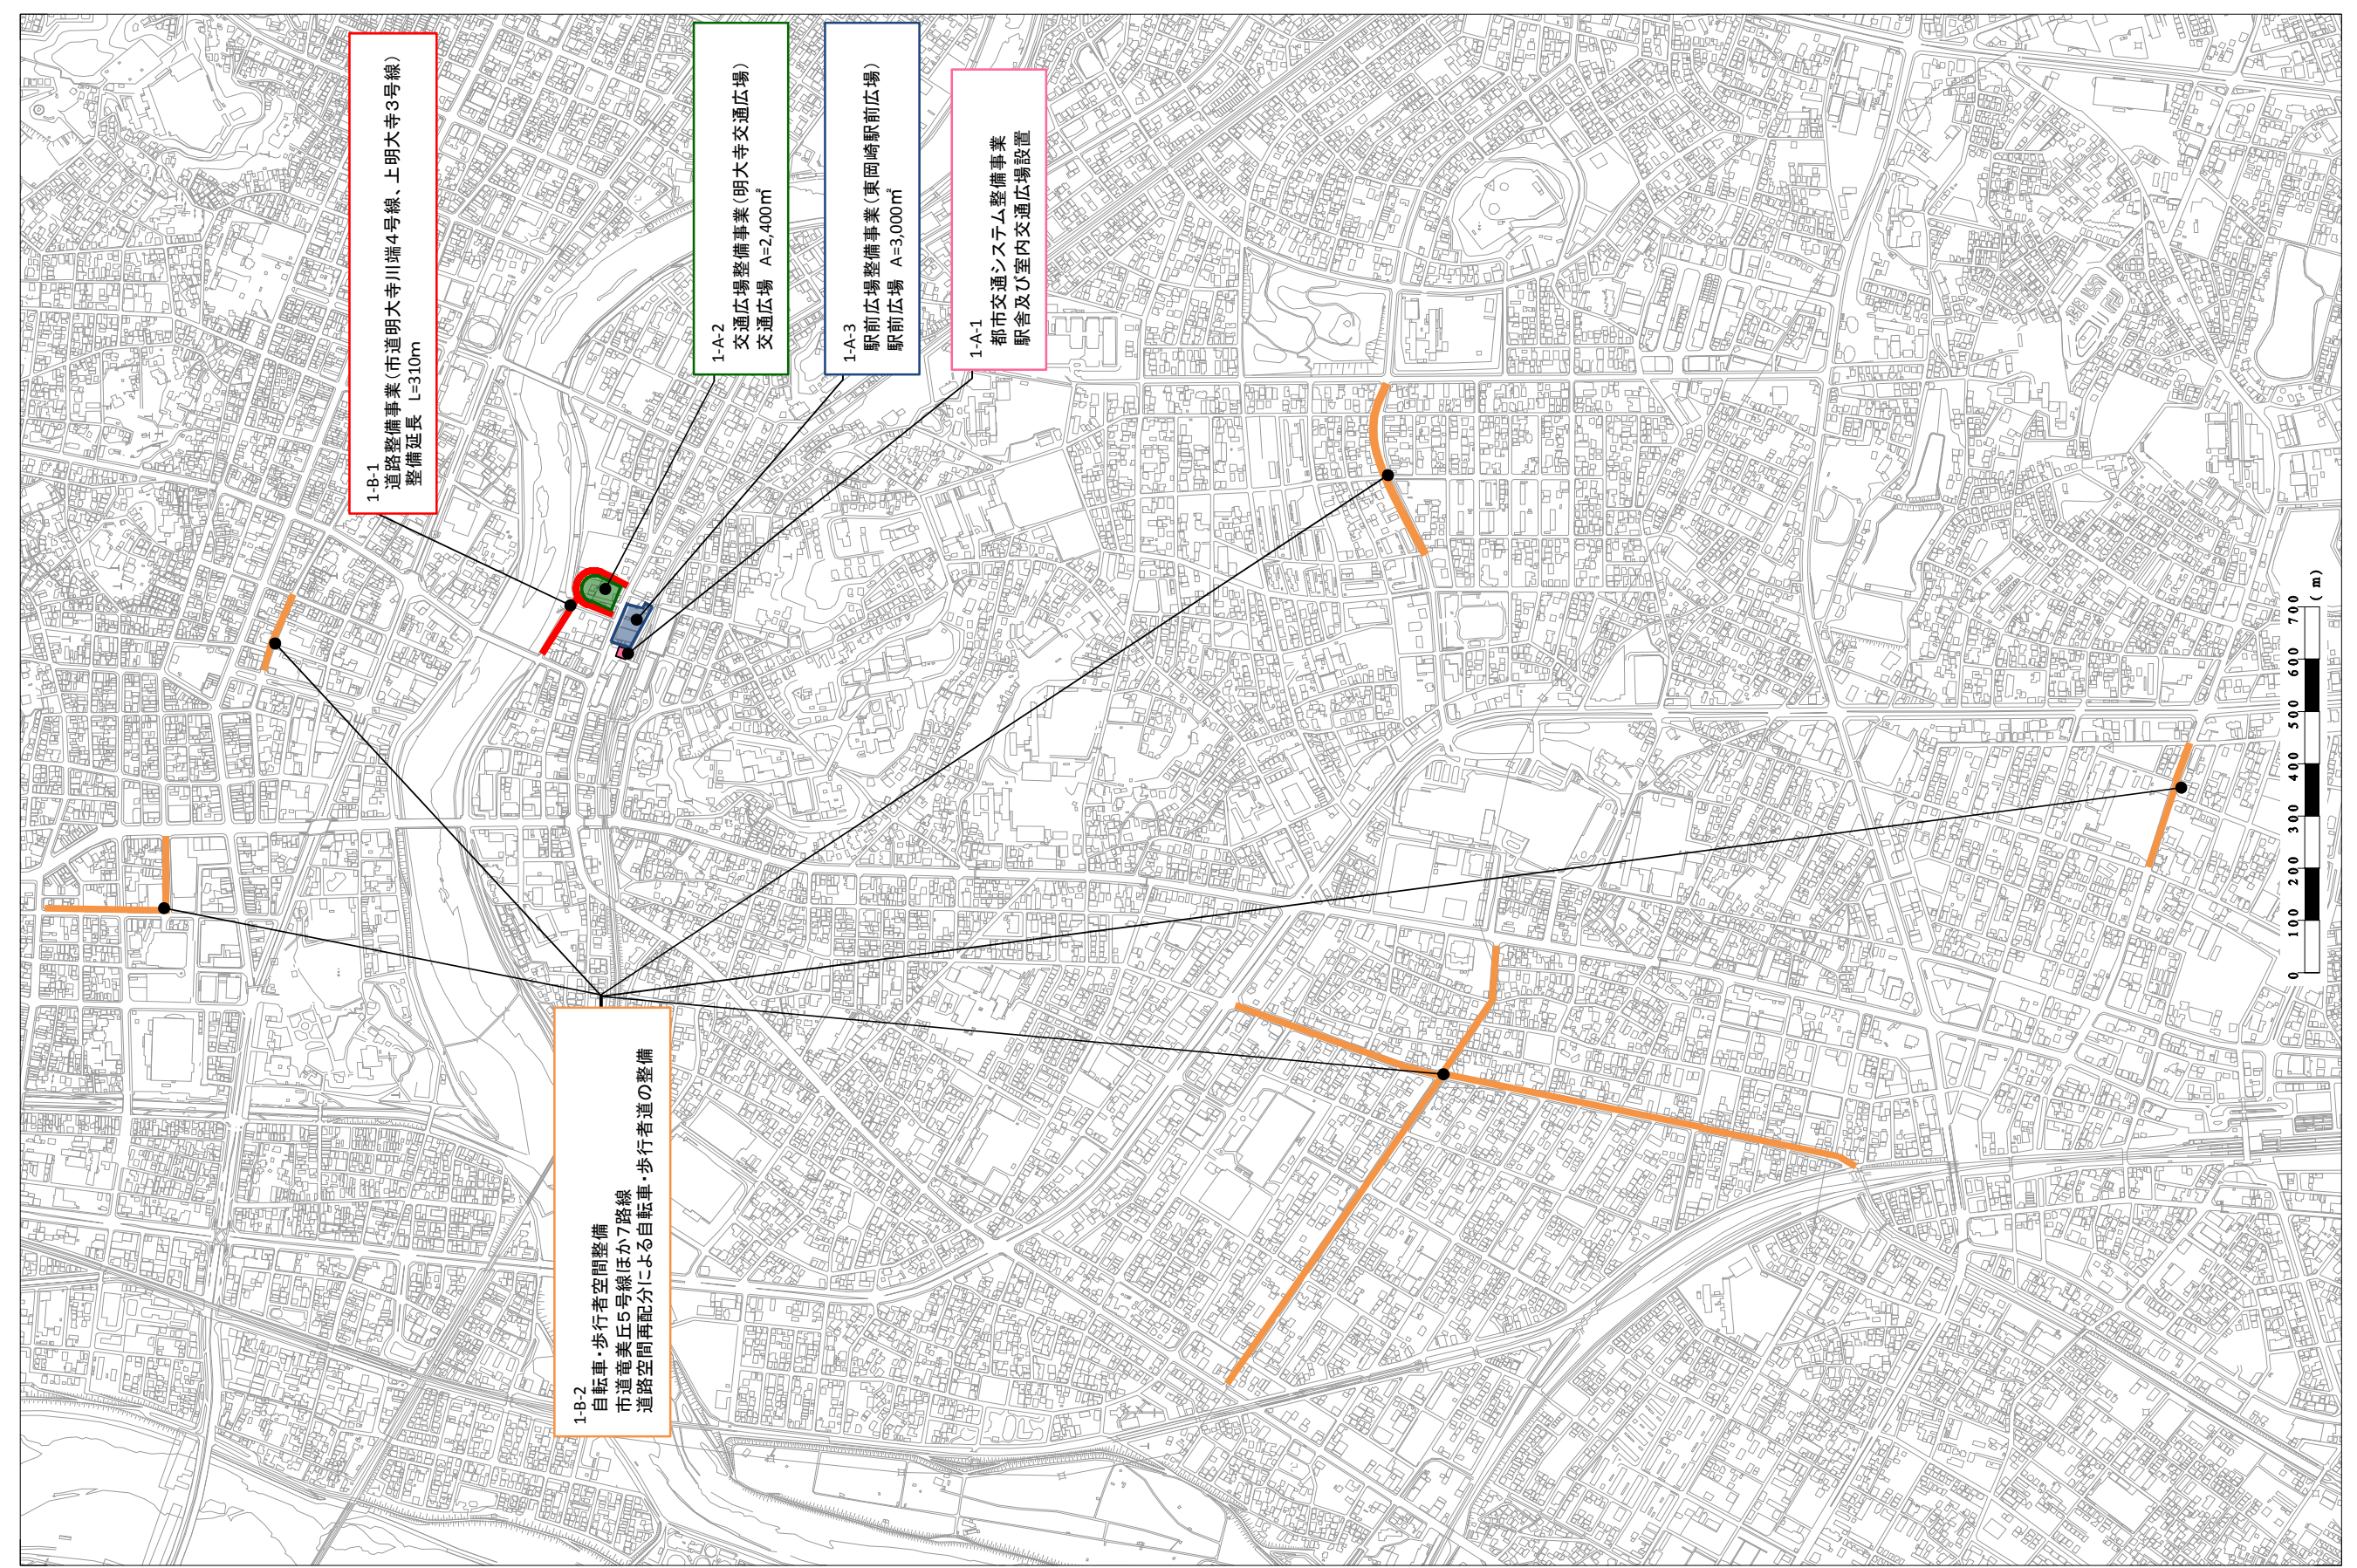 1-B-1
道路整備事業(市道明大寺川端4号線、上明大寺3号線)
整備延長 L=310m
1-A-2
交通広場整備事業(明大寺交通広場)
交通広場 A=2,400㎡
1-A-3
駅前広場整備事業(東岡崎駅前広場)
駅前広場 A=3,000㎡
1-A-1
都市交通システム整備事業
駅舎及び室内交通広場設置
1-B-2
自転車・歩行者空間整備
市道竜美丘5号線ほか7路線
道路空間再配分による自転車・歩行者道の整備
0 100 200 300 400 500 600 700
(m)